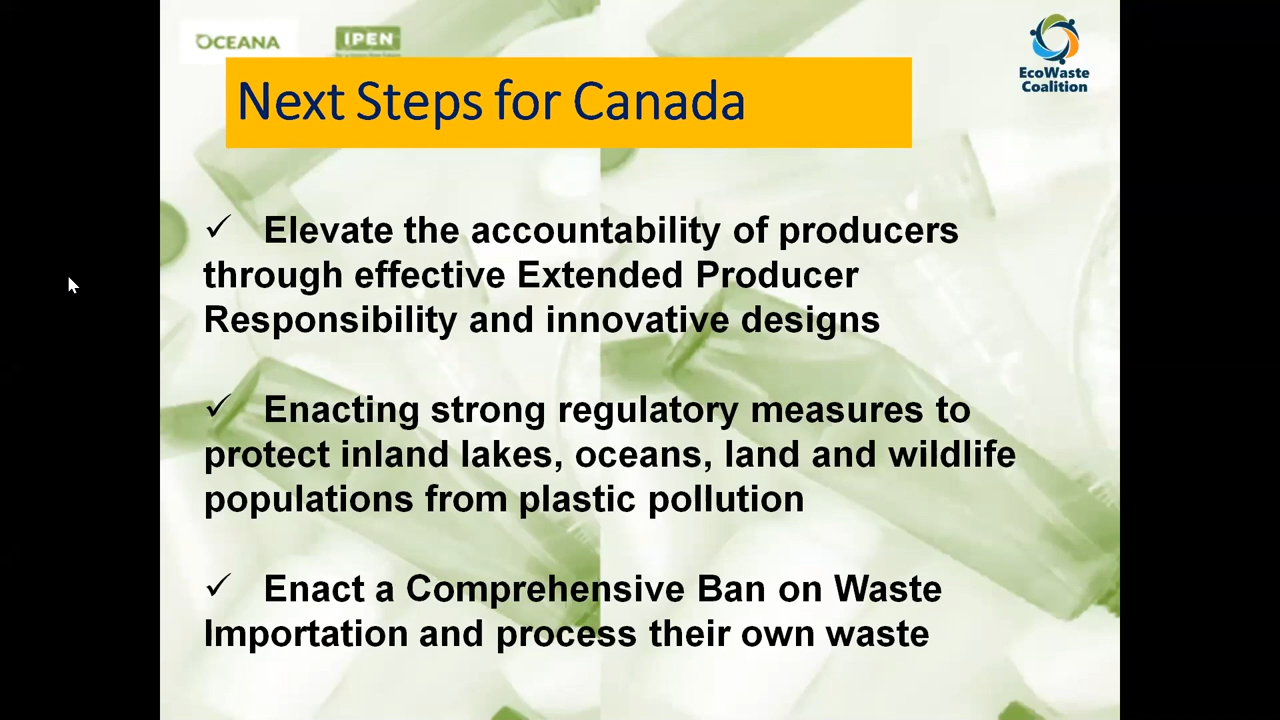 OCEANA
IPEN
EcoWaste
Coalition
Next Steps for Canada
✓ Elevate the accountability of producers
through effective Extended Producer
Responsibility and innovative designs
✓ Enacting strong regulatory measures to
protect inland lakes, oceans, land and wildlife
populations from plastic pollution
✓ Enact a Comprehensive Ban on Waste
Importation and process their own waste